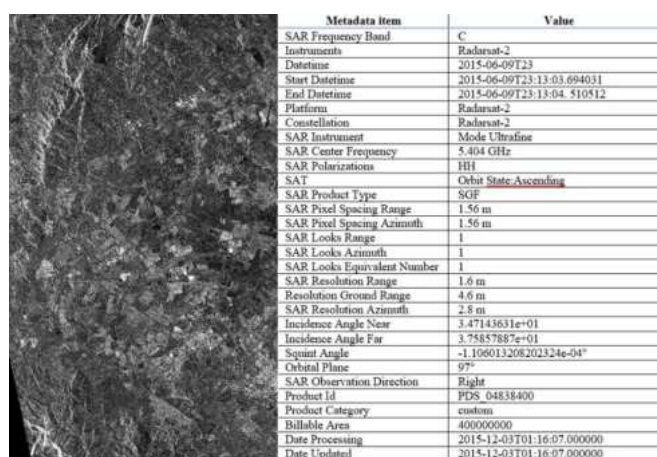 Metadata item Value
SAR Frequency Band C
Instruments Radarsat-2
Datetime 2015-06-09T23
Start Datetime 2015-06-09T23:13:03.694031
End Datetime 2015-06-09T23:13:04. 510512
Platform Radarsat-2
Constellation Radarsat-2
SAR Instrument Mode Ultrafine
SAR Center Frequency 5.404 GHz
SAR Polarizations HH
SAT Orbit State:Ascending
SAR Product Type SGF
SAR Pixel Spacing Range 1.56 m
SAR Pixel Spacing Azimuth 1.56 m
SAR Looks Range 1
SAR Looks Azimuth 1
SAR Looks Equivalent Number 1
SAR Resolution Range 1.6 m
Resolution Ground Range 4.6 m
SAR Resolution Azimuth 2.8 m
Incidence Angle Near 3.47143631e+01
Incidence Angle Far 3.75857887e+01
Squint Angle -1.106013208202324e-04°
Orbital Plane 97°
SAR Observation Direction Right
Product Id PDS_04838400
Product Category custom
Billable Area 400000000
Date Processing 2015-12-03T01:16:07.000000
Date Updated 2015-12-03T01:16:07.000000